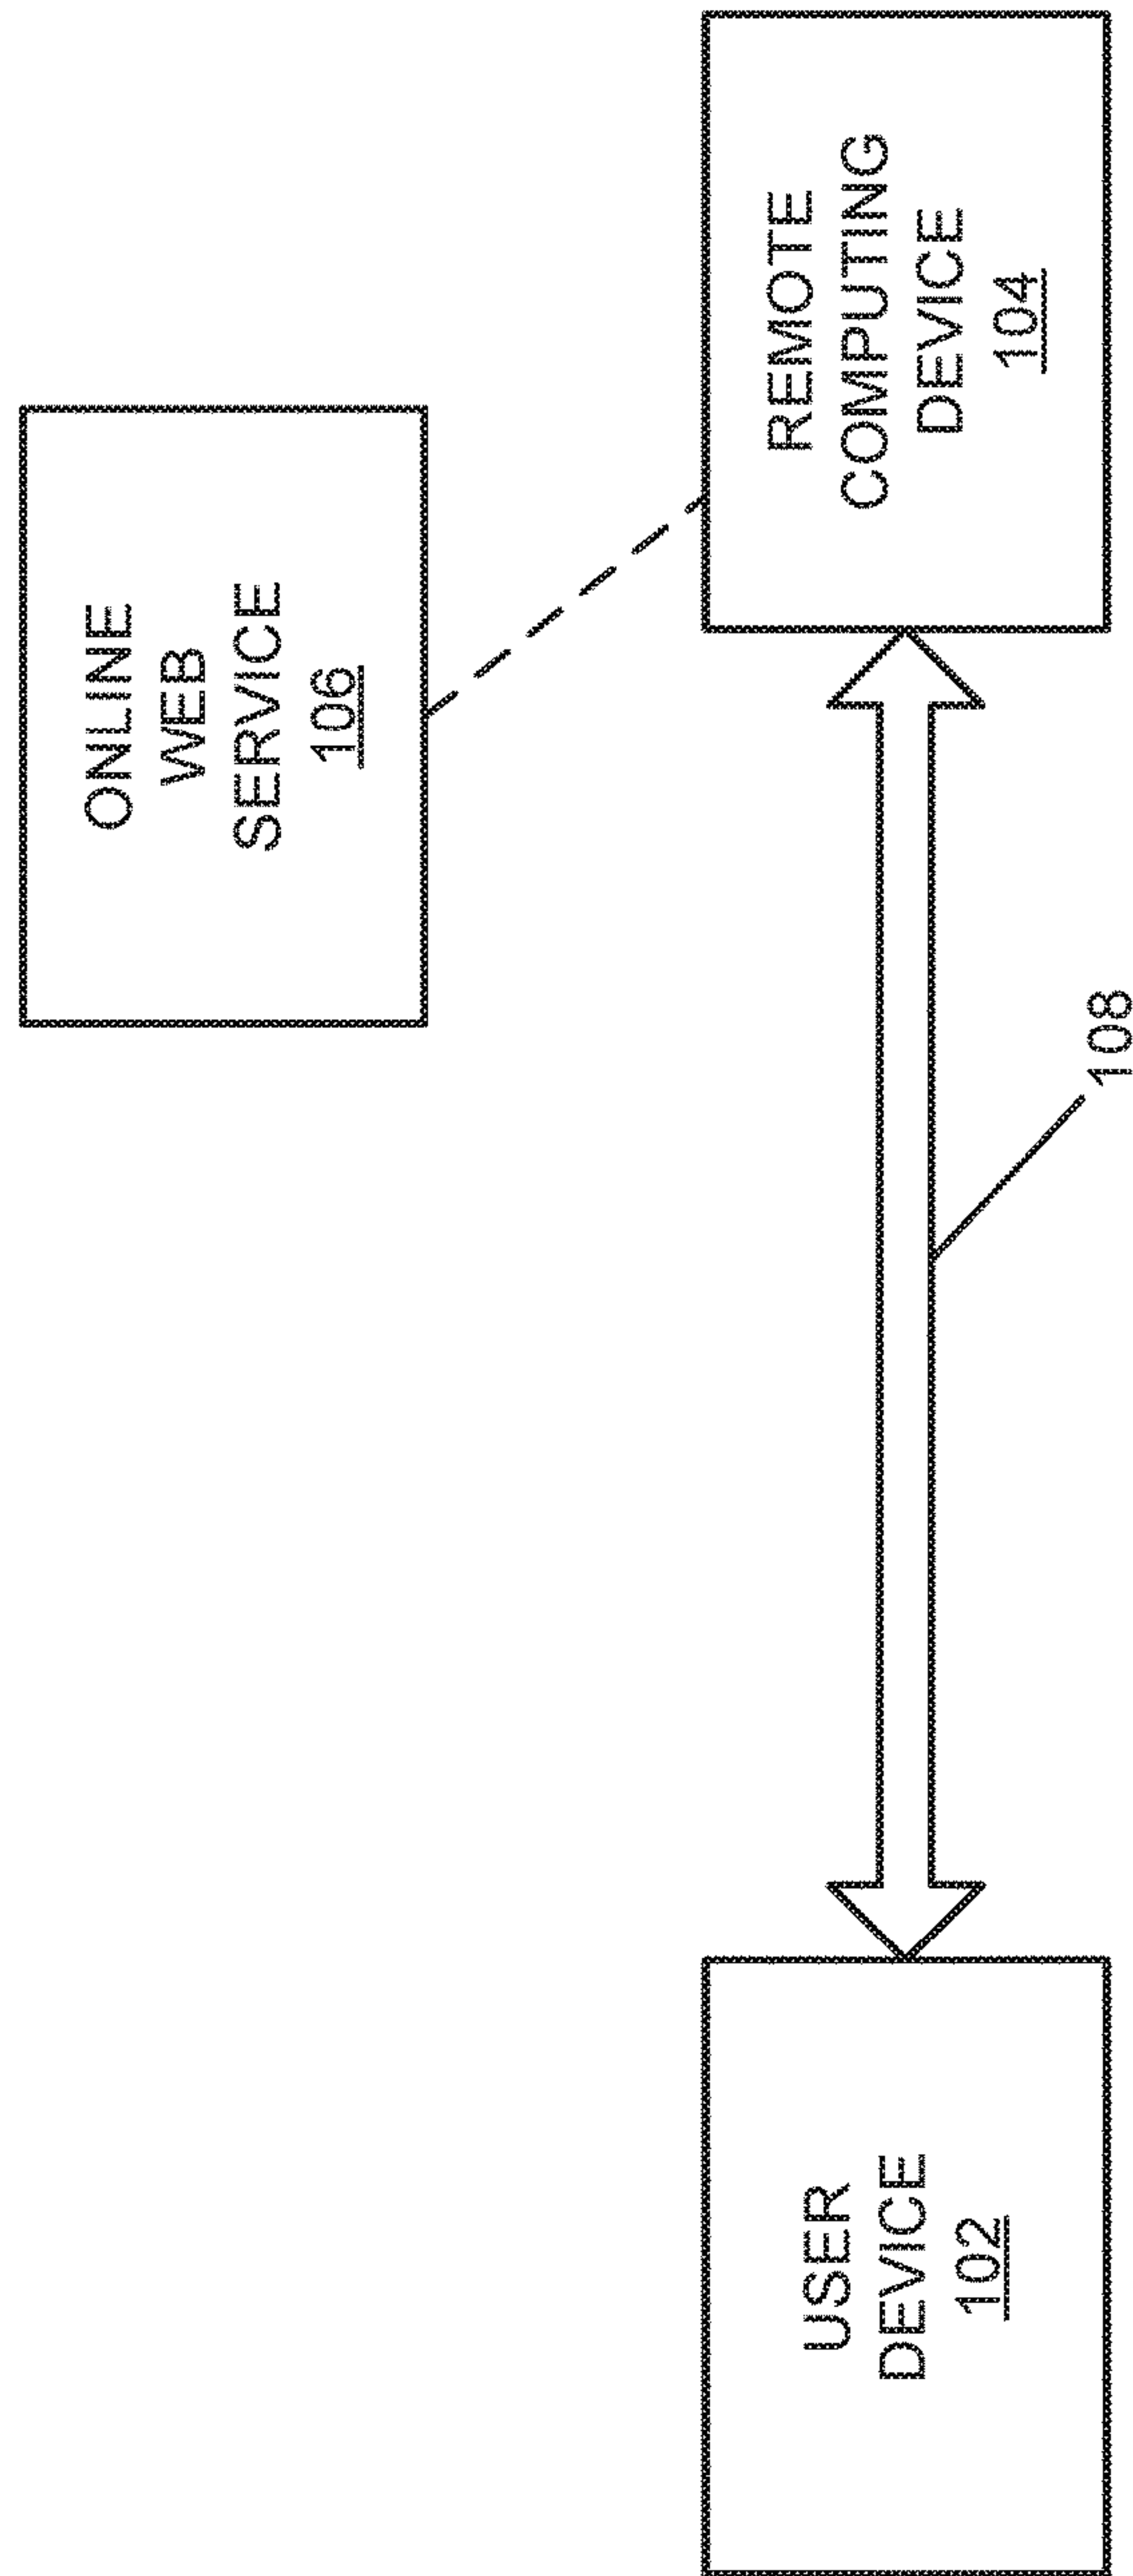 ONLINE
WEB
SERVICE
106
USER
DEVICE
102
108
REMOTE
COMPUTING
DEVICE
104